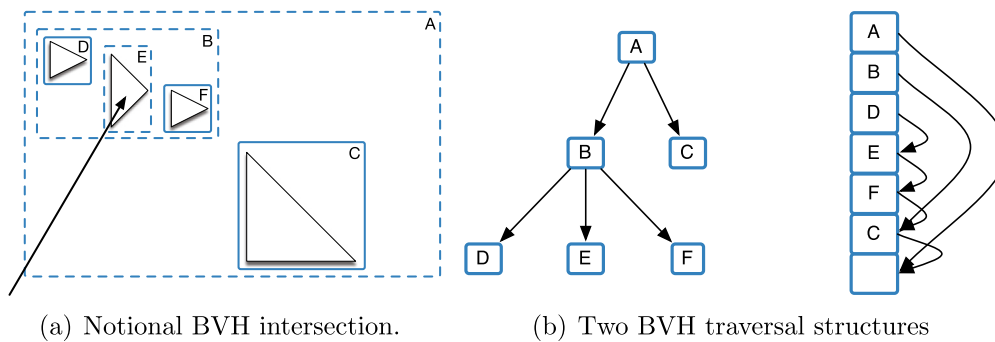 A
B
D
E
F
C
A
B
C
D
E
F
A
B
D
E
F
C
(a) Notional BVH intersection.
(b) Two BVH traversal structures